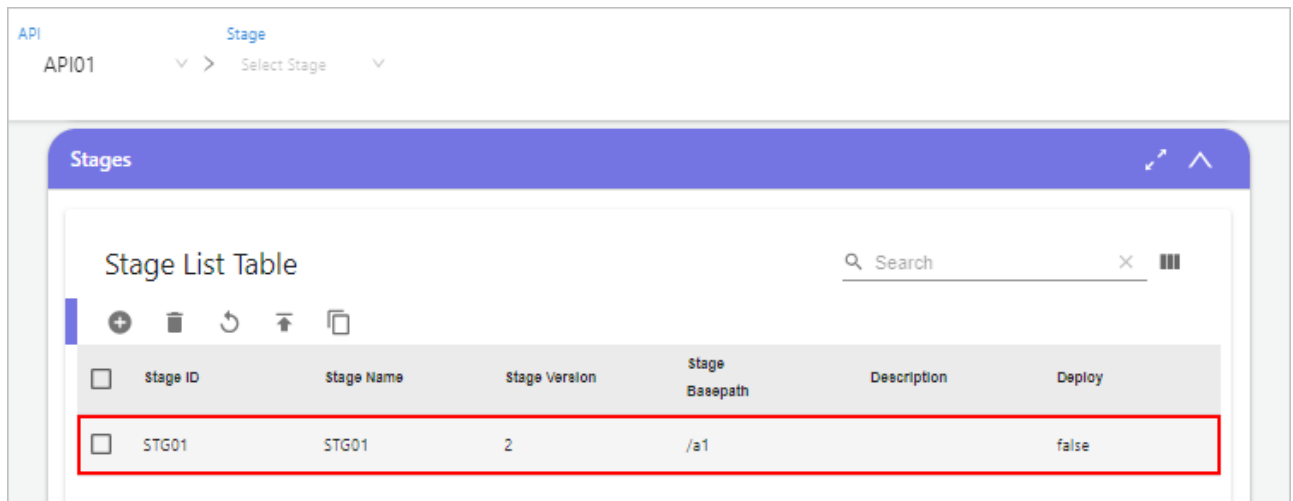 API Stage
API01 > Select Stage
Stages
Stage List Table
Search
Stage ID Stage Name Stage Version Stage Basepath Description Deploy
STG01 STG01 2 /a1 false